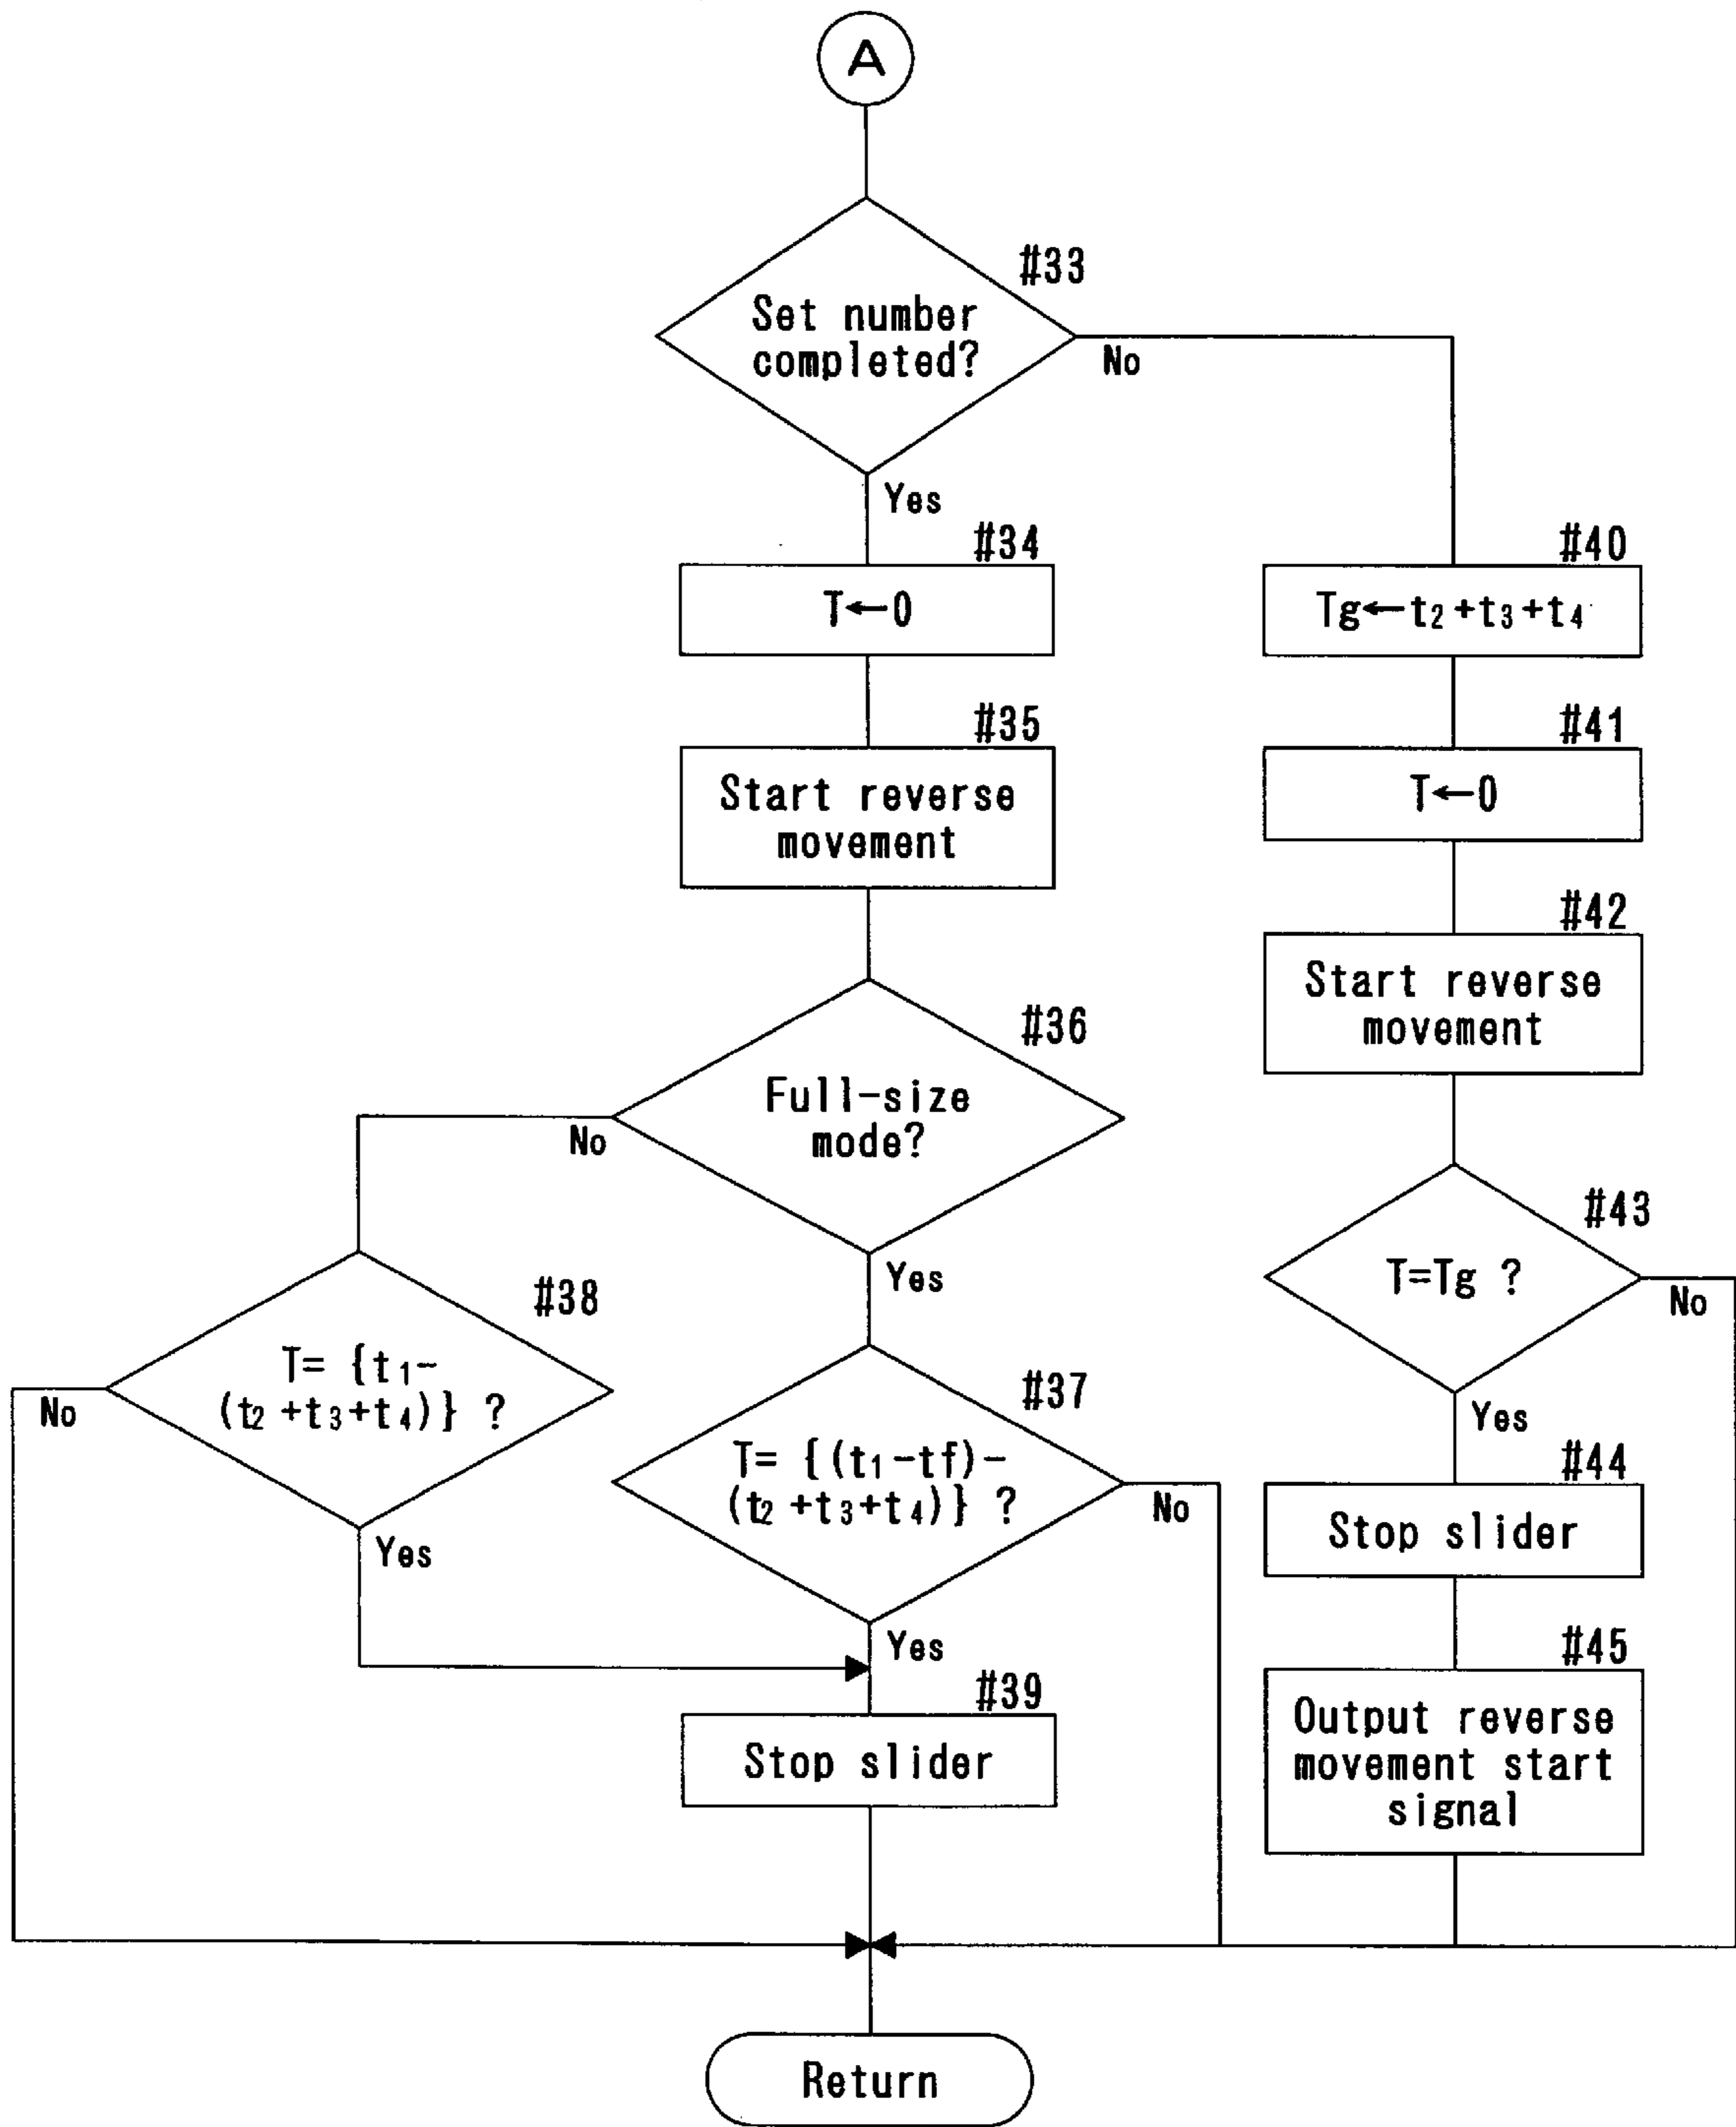 A
#33
Set number
completed?
No
Yes
#34
T←0
#35
Start reverse
movement
#36
Full-size
mode?
No
Yes
#38
T= {t1-
(t2+t3+t4)} ?
No
Yes
#37
T= {(t1-tf)-
(t2+t3+t4)} ?
No
Yes
#39
Stop slider
#40
Tg←t2+t3+t4
#41
T←0
#42
Start reverse
movement
#43
T=Tg ?
No
Yes
#44
Stop slider
#45
Output reverse
movement start
signal
Return